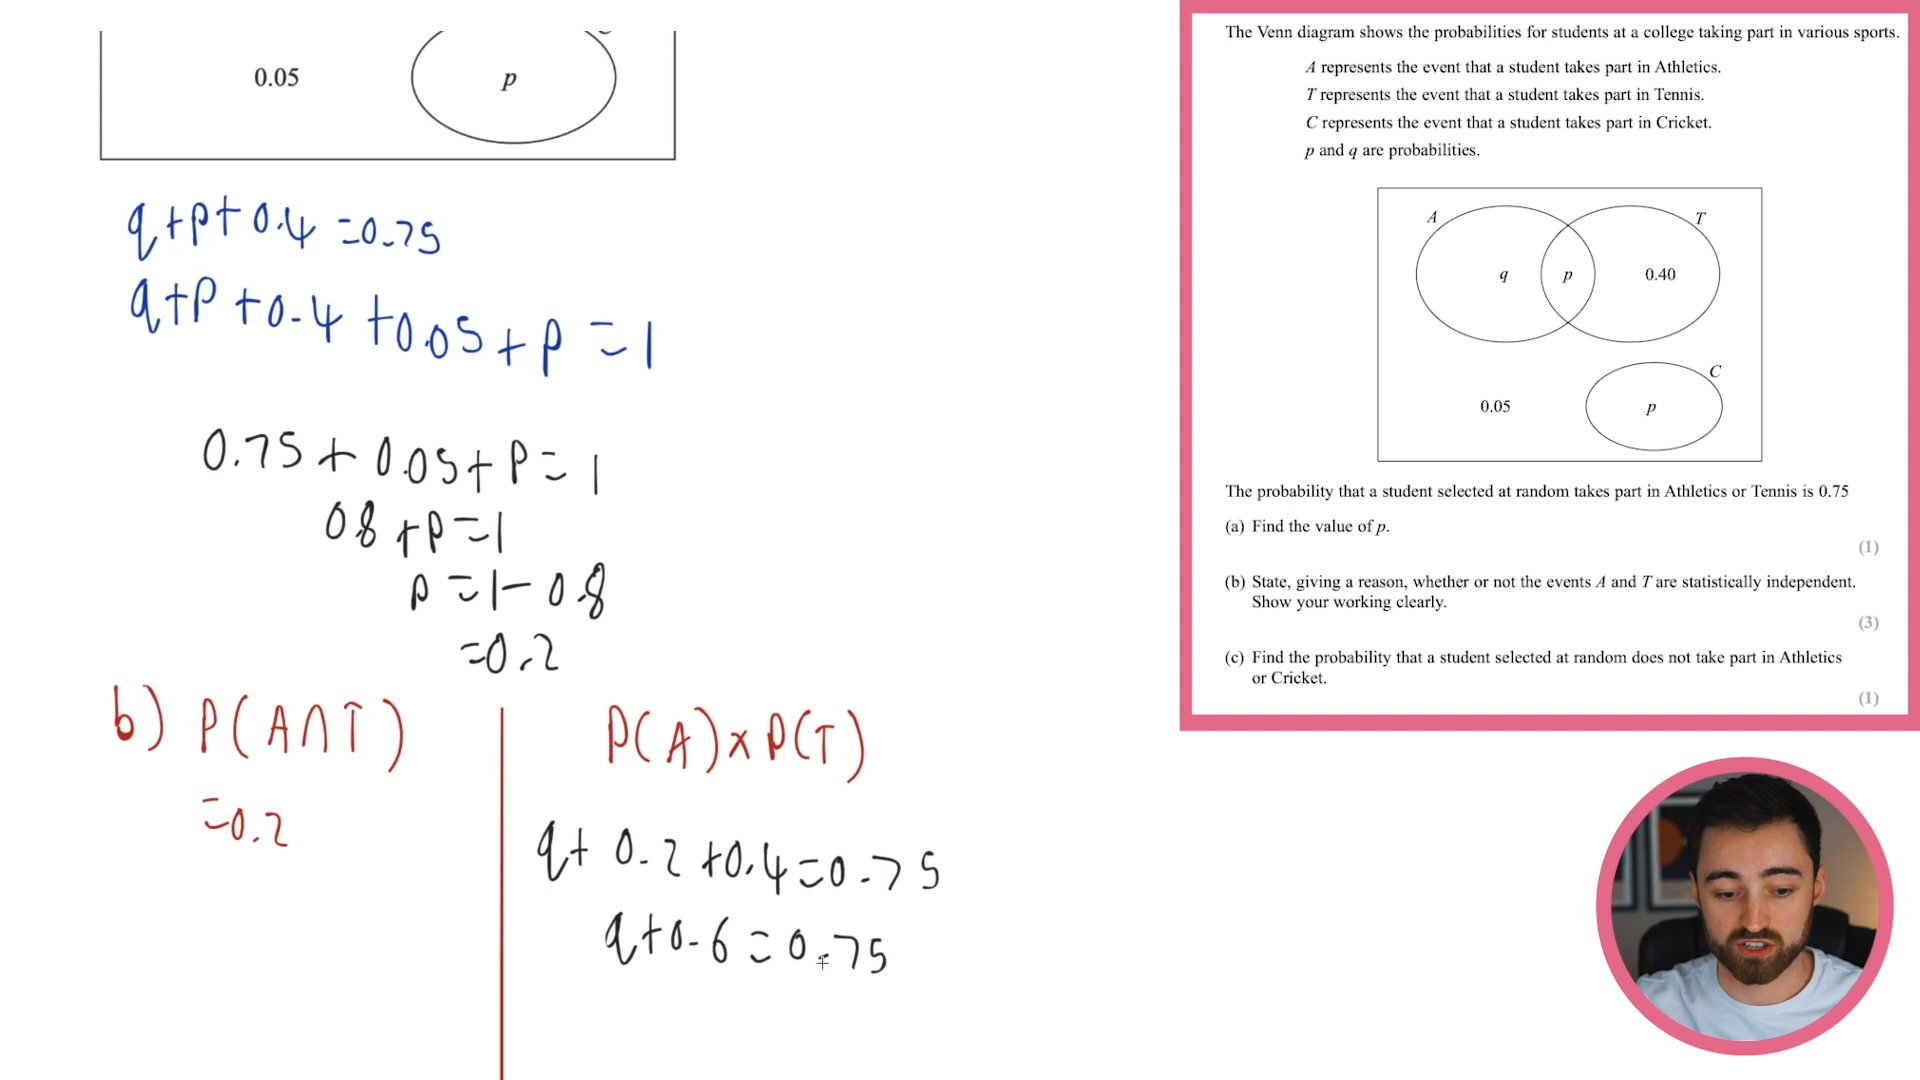 0.05
p
q+p+0.4=0.75
q+p+0.4+0.05+p=1
0.75+0.05+p=1
0.8+p=1
p=1-0.8
=0.2
b) P(A∩T)
=0.2
P(A)×P(T)
q+0.2+0.4=0.75
q+0.6=0.75
The Venn diagram shows the probabilities for students at a college taking part in various sports.
A represents the event that a student takes part in Athletics.
T represents the event that a student takes part in Tennis.
C represents the event that a student takes part in Cricket.
p and q are probabilities.
A
T
q
p
0.40
C
0.05
p
The probability that a student selected at random takes part in Athletics or Tennis is 0.75
(a) Find the value of p.
(1)
(b) State, giving a reason, whether or not the events A and T are statistically independent.
Show your working clearly.
(3)
(c) Find the probability that a student selected at random does not take part in Athletics
or Cricket.
(1)